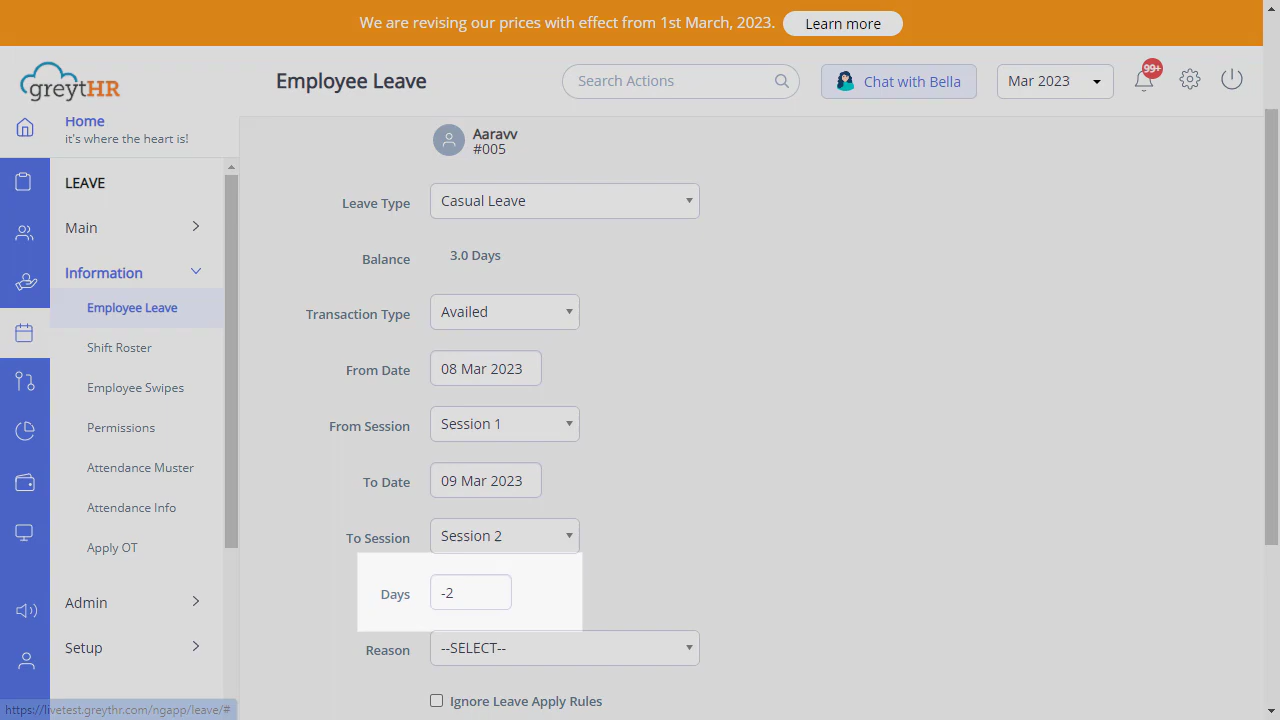 We are revising our prices with effect from 1st March, 2023. Learn more
greytHR
Employee Leave
Search Actions
Chat with Bella
Mar 2023
99+
Home
it's where the heart is!
LEAVE
Main
Information
Employee Leave
Shift Roster
Employee Swipes
Permissions
Attendance Muster
Attendance Info
Apply OT
Admin
Setup
https://livetest.greythr.com/ngapp/leave/#
Aaravv
#005
Leave Type Casual Leave
Balance 3.0 Days
Transaction Type Availed
From Date 08 Mar 2023
From Session Session 1
To Date 09 Mar 2023
To Session Session 2
Days -2
Reason --SELECT--
Ignore Leave Apply Rules